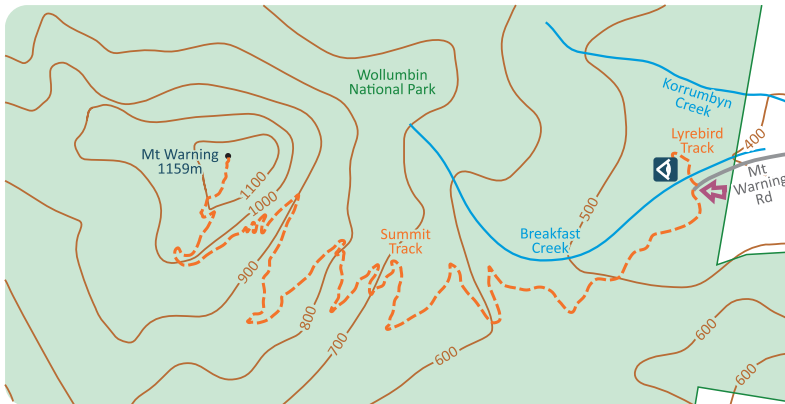 Wollumbin
National Park
Korrumbyn
Creek
Lyrebird
Track
400
Mt Warning
1159m
Mt
Warning
Rd
1100
1000
500
Summit
Track
Breakfast
Creek
900
800
700
600
600
600